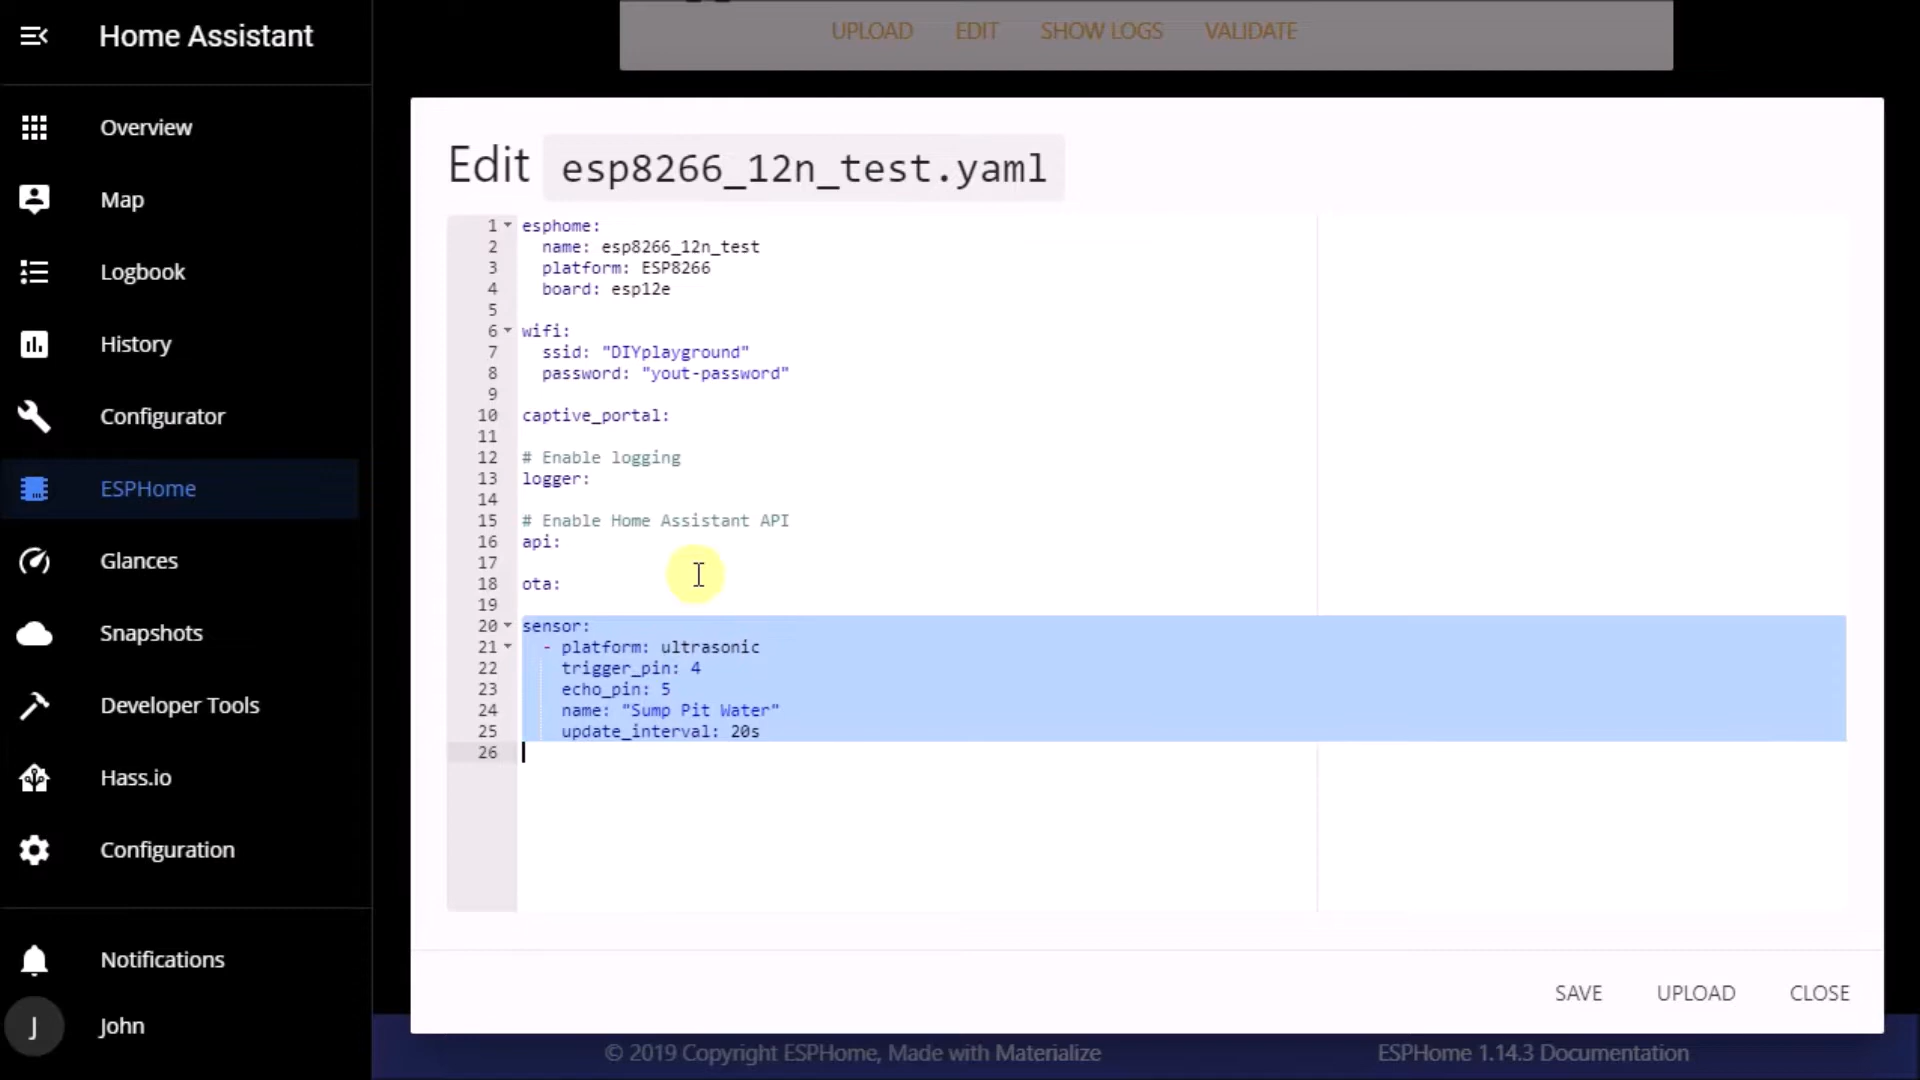 Home Assistant
Overview
Map
Logbook
History
Configurator
ESPHome
Glances
Snapshots
Developer Tools
Hass.io
Configuration
Notifications
J
John
UPLOAD EDIT SHOW LOGS VALIDATE
Edit esp8266_12n_test.yaml
1 esphome:
2   name: esp8266_12n_test
3   platform: ESP8266
4   board: esp12e
5
6 wifi:
7   ssid: "DIYplayground"
8   password: "yout-password"
9
10 captive_portal:
11
12 # Enable logging
13 logger:
14
15 # Enable Home Assistant API
16 api:
17
18 ota:
19
20 sensor:
21   - platform: ultrasonic
22     trigger_pin: 4
23     echo_pin: 5
24     name: "Sump Pit Water"
25     update_interval: 20s
26
SAVE UPLOAD CLOSE
© 2019 Copyright ESPHome, Made with Materialize ESPHome 1.14.3 Documentation